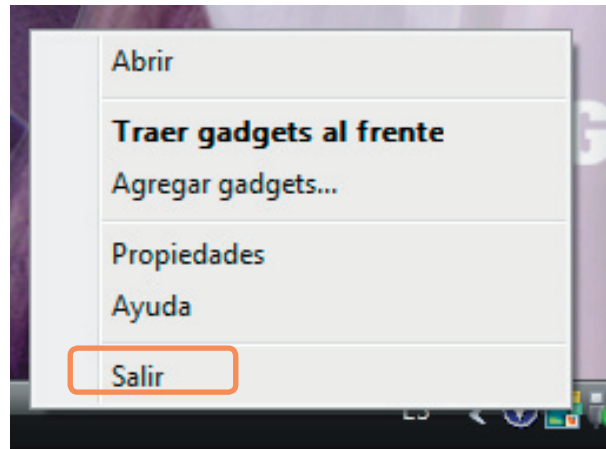 Abrir
Traer gadgets al frente
Agregar gadgets...
Propiedades
Ayuda
Salir